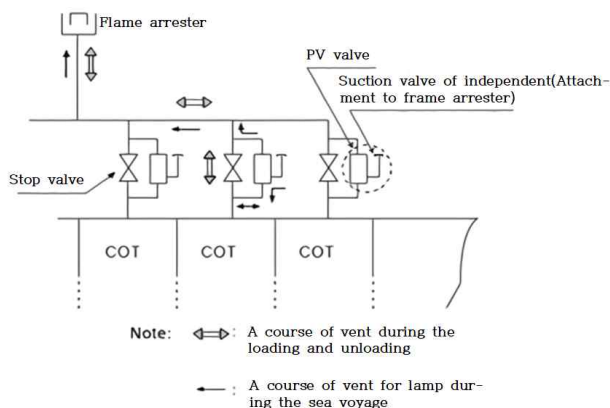 Flame arrester
PV valve
Suction valve of independent(Attach-
ment to frame arrester)
Stop valve
COT
COT
COT
Note:
: A course of vent during the
loading and unloading
: A course of vent for lamp dur-
ing the sea voyage